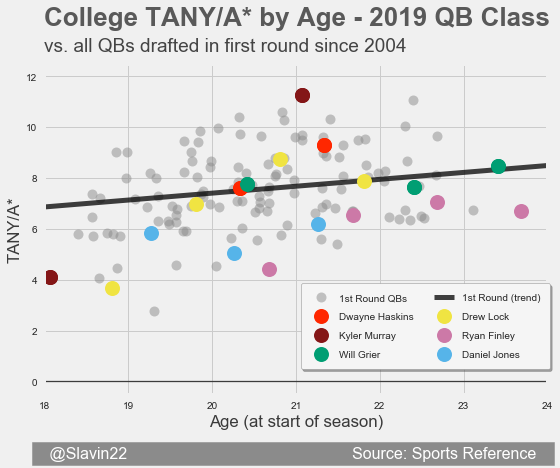 College TANY/A* by Age - 2019 QB Class
vs. all QBs drafted in first round since 2004
12
10
8
6
4
2
0
TANY/A*
18 19 20 21 22 23 24
Age (at start of season)
1st Round QBs
Dwayne Haskins
Kyler Murray
Will Grier
1st Round (trend)
Drew Lock
Ryan Finley
Daniel Jones
@Slavin22 Source: Sports Reference